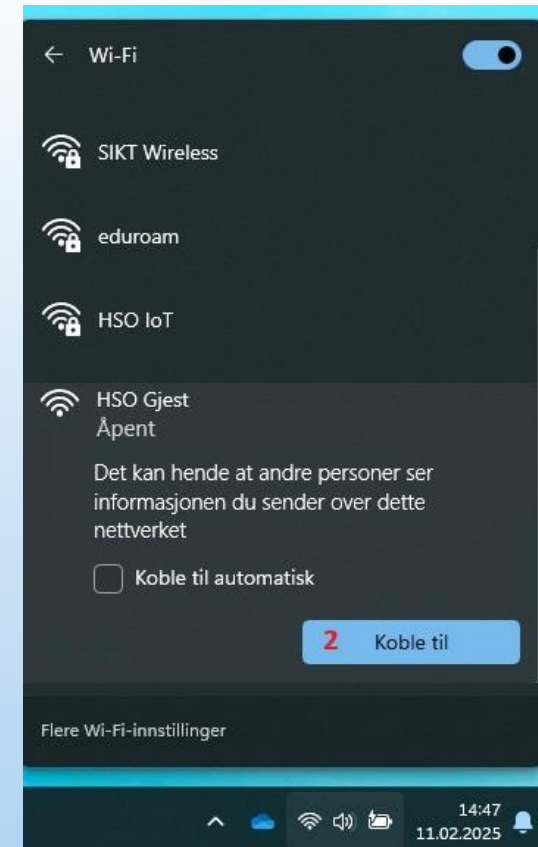 Wi-Fi
SIKT Wireless
eduroam
HSO IoT
HSO Gjest
Åpent
Det kan hende at andre personer ser
informasjonen du sender over dette
nettverket
Koble til automatisk
2 Koble til
Flere Wi-Fi-innstillinger
14:47
11.02.2025